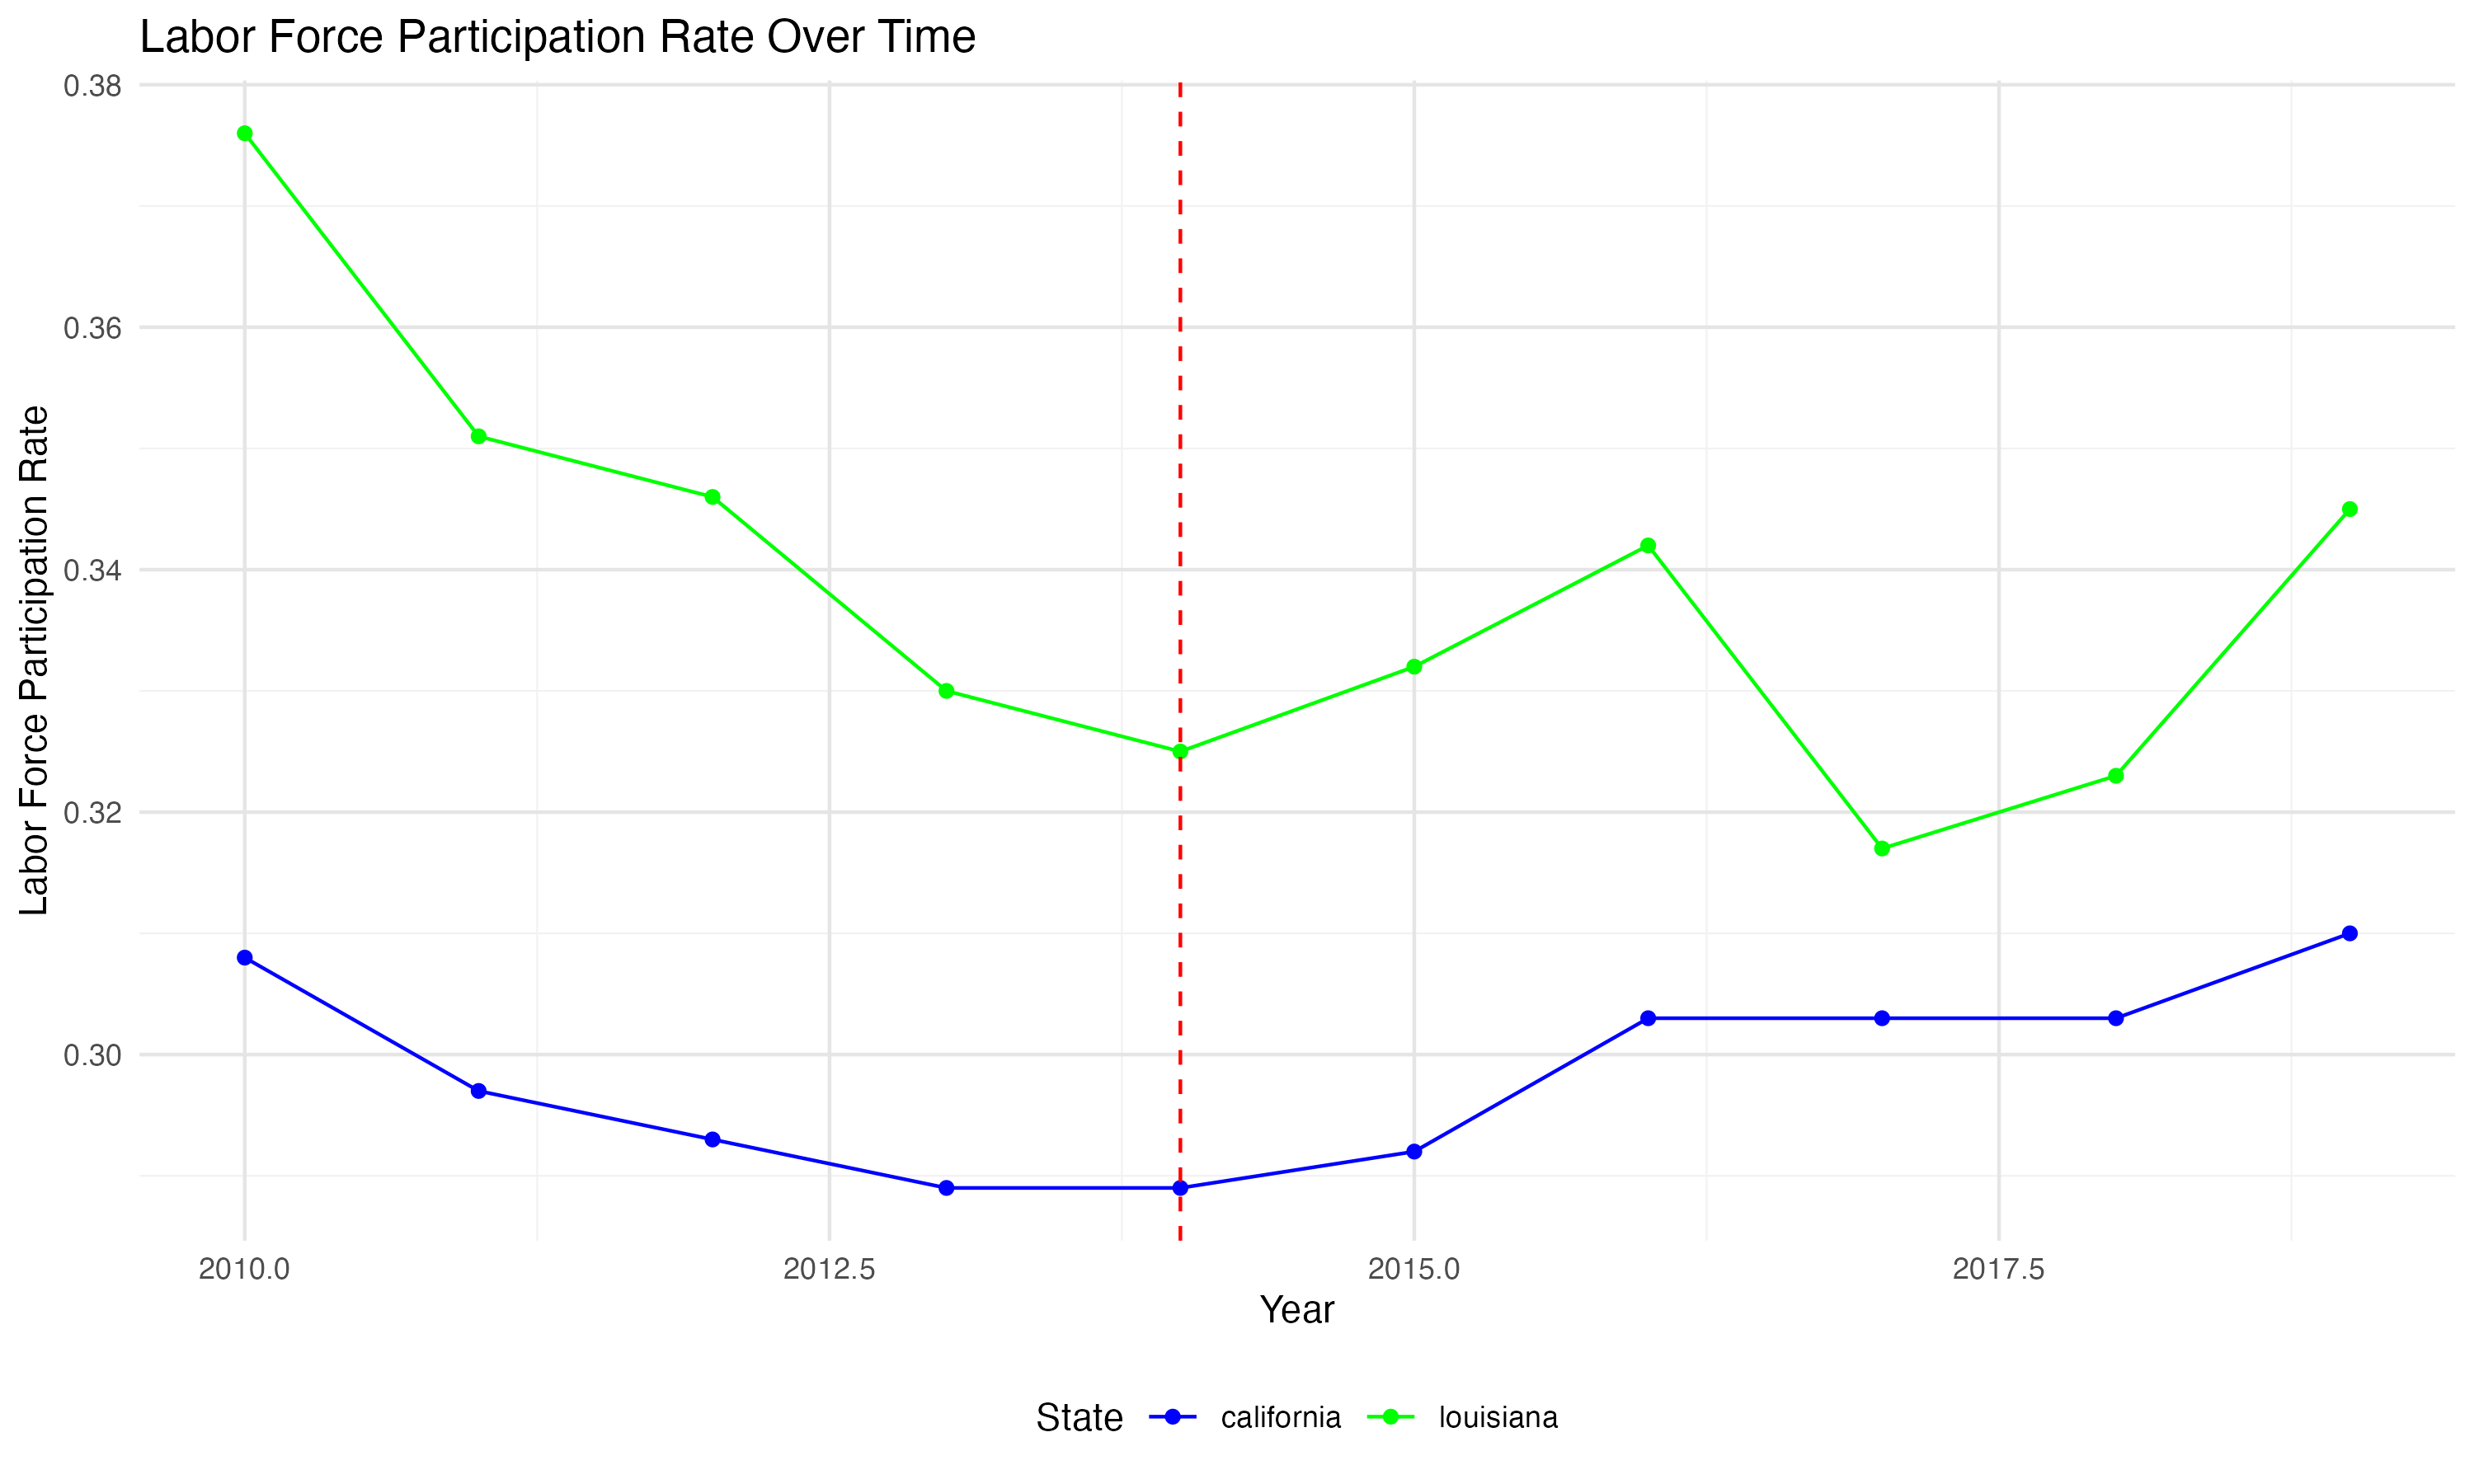 Labor Force Participation Rate Over Time
Labor Force Participation Rate
0.38
0.36
0.34
0.32
0.30
2010.0 2012.5 2015.0 2017.5
Year
State california louisiana